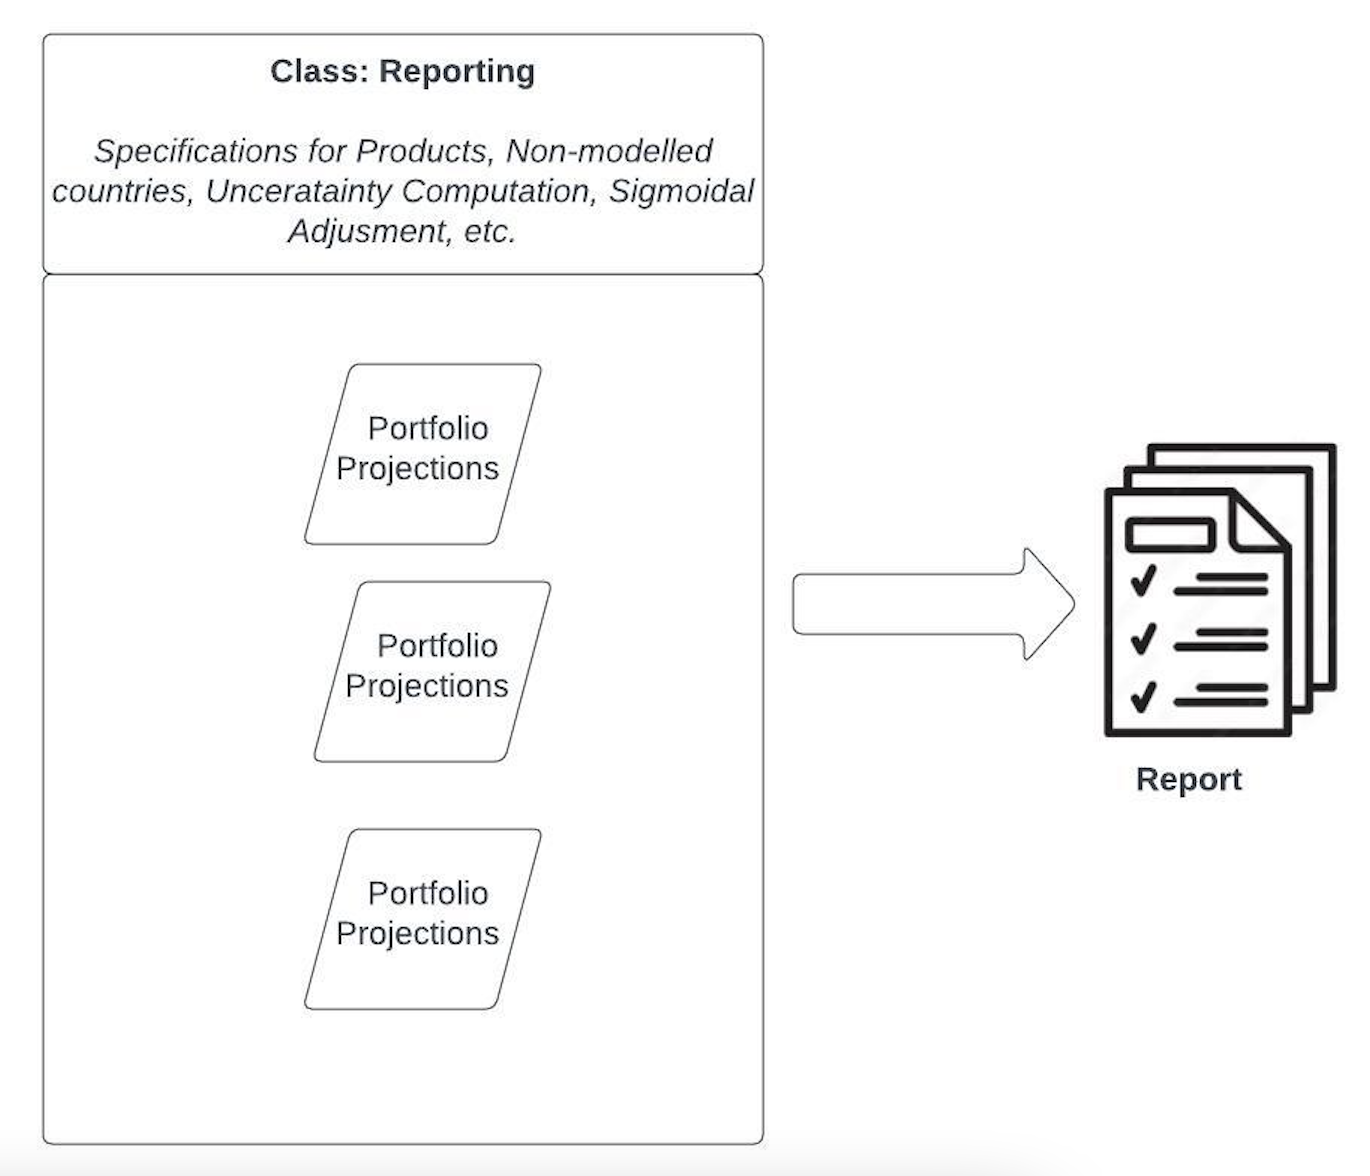 Class: Reporting
Specifications for Products, Non-modelled
countries, Unceratainty Computation, Sigmoidal
Adjusment, etc.
Portfolio
Projections
Portfolio
Projections
Portfolio
Projections
Report